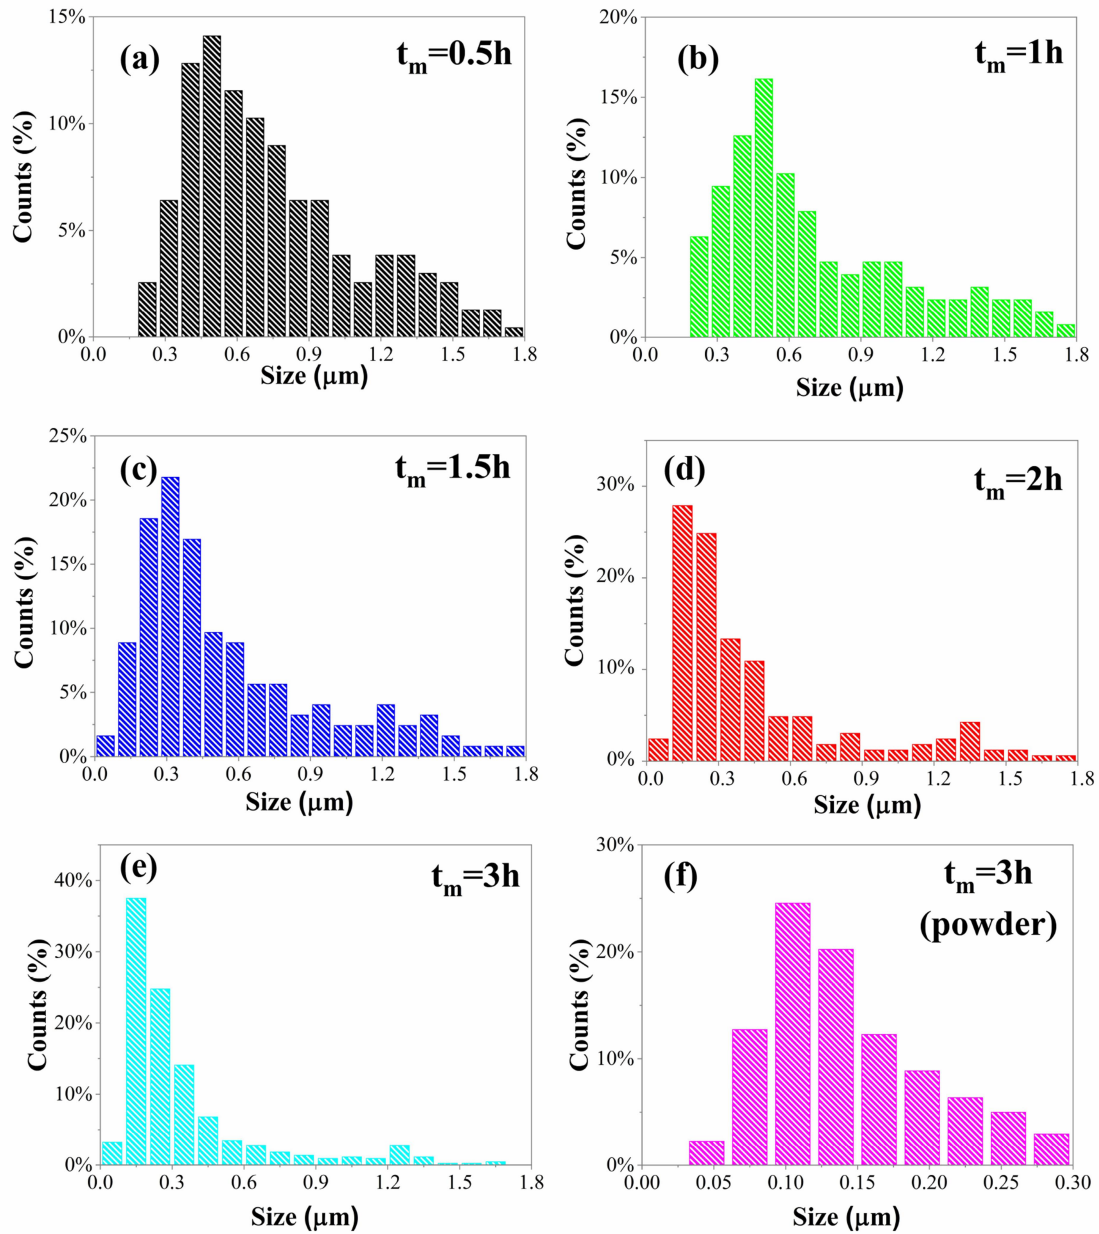 (a)
tₘ=0.5h
15%
10%
5%
0%
Counts (%)
0.0 0.3 0.6 0.9 1.2 1.5 1.8
Size (μm)
(b)
tₘ=1h
20%
15%
10%
5%
0%
Counts (%)
0.0 0.3 0.6 0.9 1.2 1.5 1.8
Size (μm)
(c)
tₘ=1.5h
25%
20%
15%
10%
5%
0%
Counts (%)
0.0 0.3 0.6 0.9 1.2 1.5 1.8
Size (μm)
(d)
tₘ=2h
30%
20%
10%
0%
Counts (%)
0.0 0.3 0.6 0.9 1.2 1.5 1.8
Size (μm)
(e)
tₘ=3h
40%
30%
20%
10%
0%
Counts (%)
0.0 0.3 0.6 0.9 1.2 1.5 1.8
Size (μm)
(f)
tₘ=3h
(powder)
30%
20%
10%
0%
Counts (%)
0.00 0.05 0.10 0.15 0.20 0.25 0.30
Size (μm)